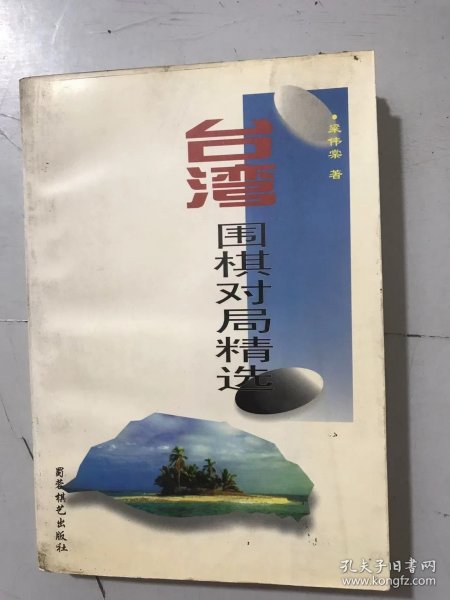 台湾
围棋对局精选
·梁伟棠 著
蜀蓉棋艺出版社
孔夫子旧书网
www.kongfz.com